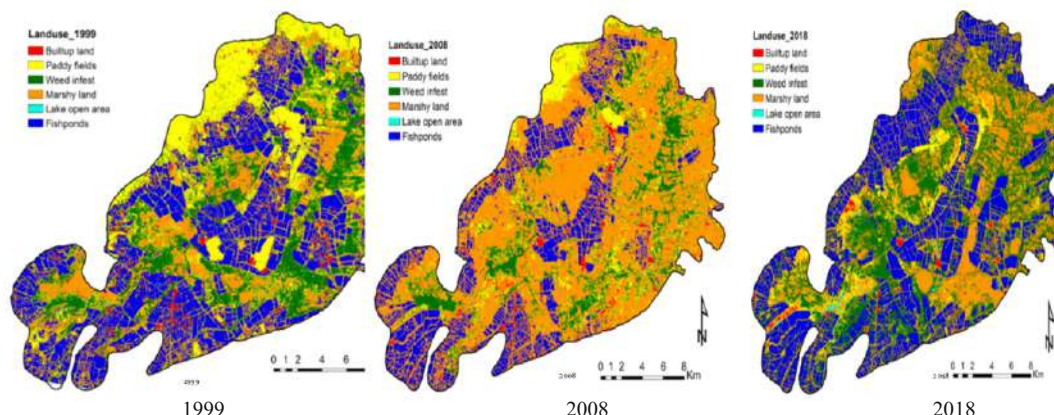 Landuse_1999
Builtup land
Paddy fields
Weed infest
Marshy land
Lake open area
Fishponds
0 1 2 4 6
1999
1999
Landuse_2008
Builtup land
Paddy fields
Weed infest
Marshy land
Lake open area
Fishponds
N
0 1 2 4 6 8
Km
2008
2008
Landuse_2018
Builtup land
Paddy fields
Weed infest
Marshy land
Lake open area
Fishponds
N
0 1 2 4 6 8
Km
2018
2018